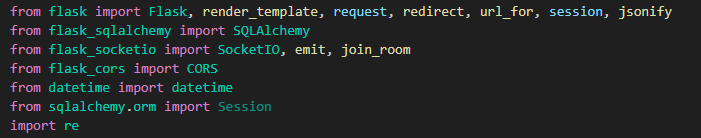 from flask import Flask, render_template, request, redirect, url_for, session, jsonify
from flask_sqlalchemy import SQLAlchemy
from flask_socketio import SocketIO, emit, join_room
from flask_cors import CORS
from datetime import datetime
from sqlalchemy.orm import Session
import re